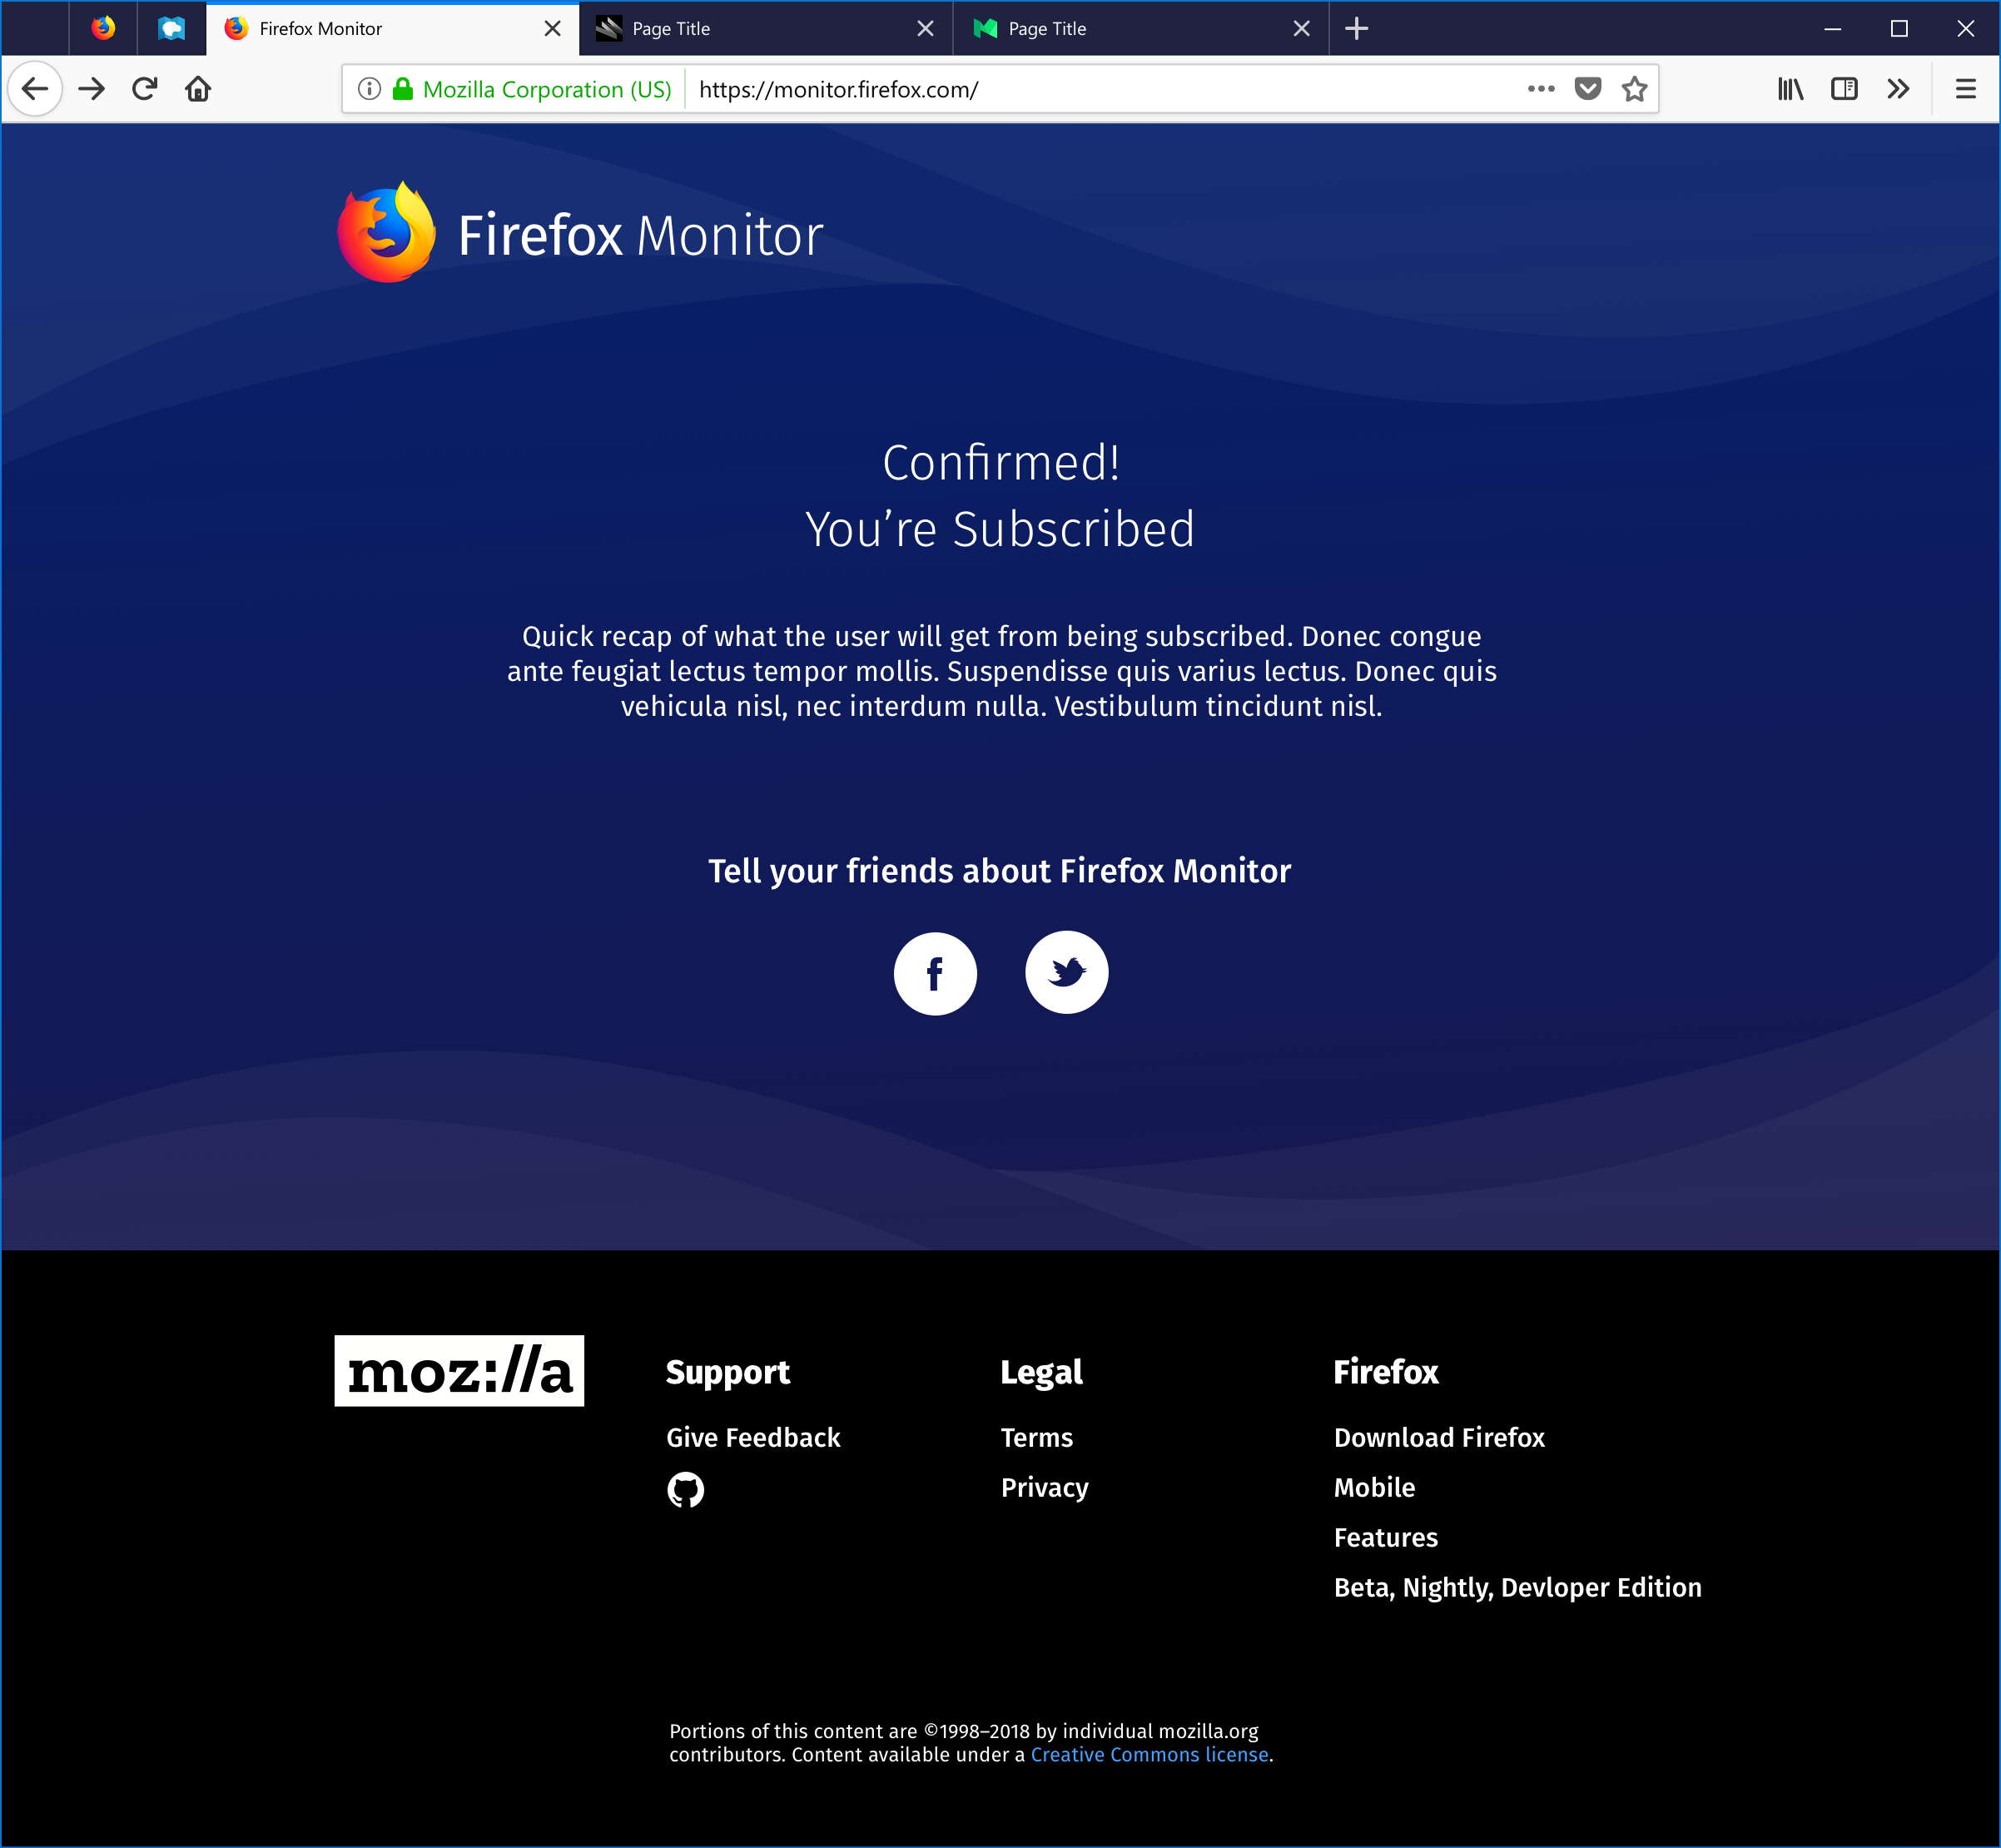 Firefox Monitor
Page Title
Page Title
Mozilla Corporation (US)
https://monitor.firefox.com/
Firefox Monitor
Confirmed!
You’re Subscribed
Quick recap of what the user will get from being subscribed. Donec congue
ante feugiat lectus tempor mollis. Suspendisse quis varius lectus. Donec quis
vehicula nisl, nec interdum nulla. Vestibulum tincidunt nisl.
Tell your friends about Firefox Monitor
moz://a
Support
Give Feedback
Legal
Terms
Privacy
Firefox
Download Firefox
Mobile
Features
Beta, Nightly, Devloper Edition
Portions of this content are ©1998–2018 by individual mozilla.org
contributors. Content available under a Creative Commons license.